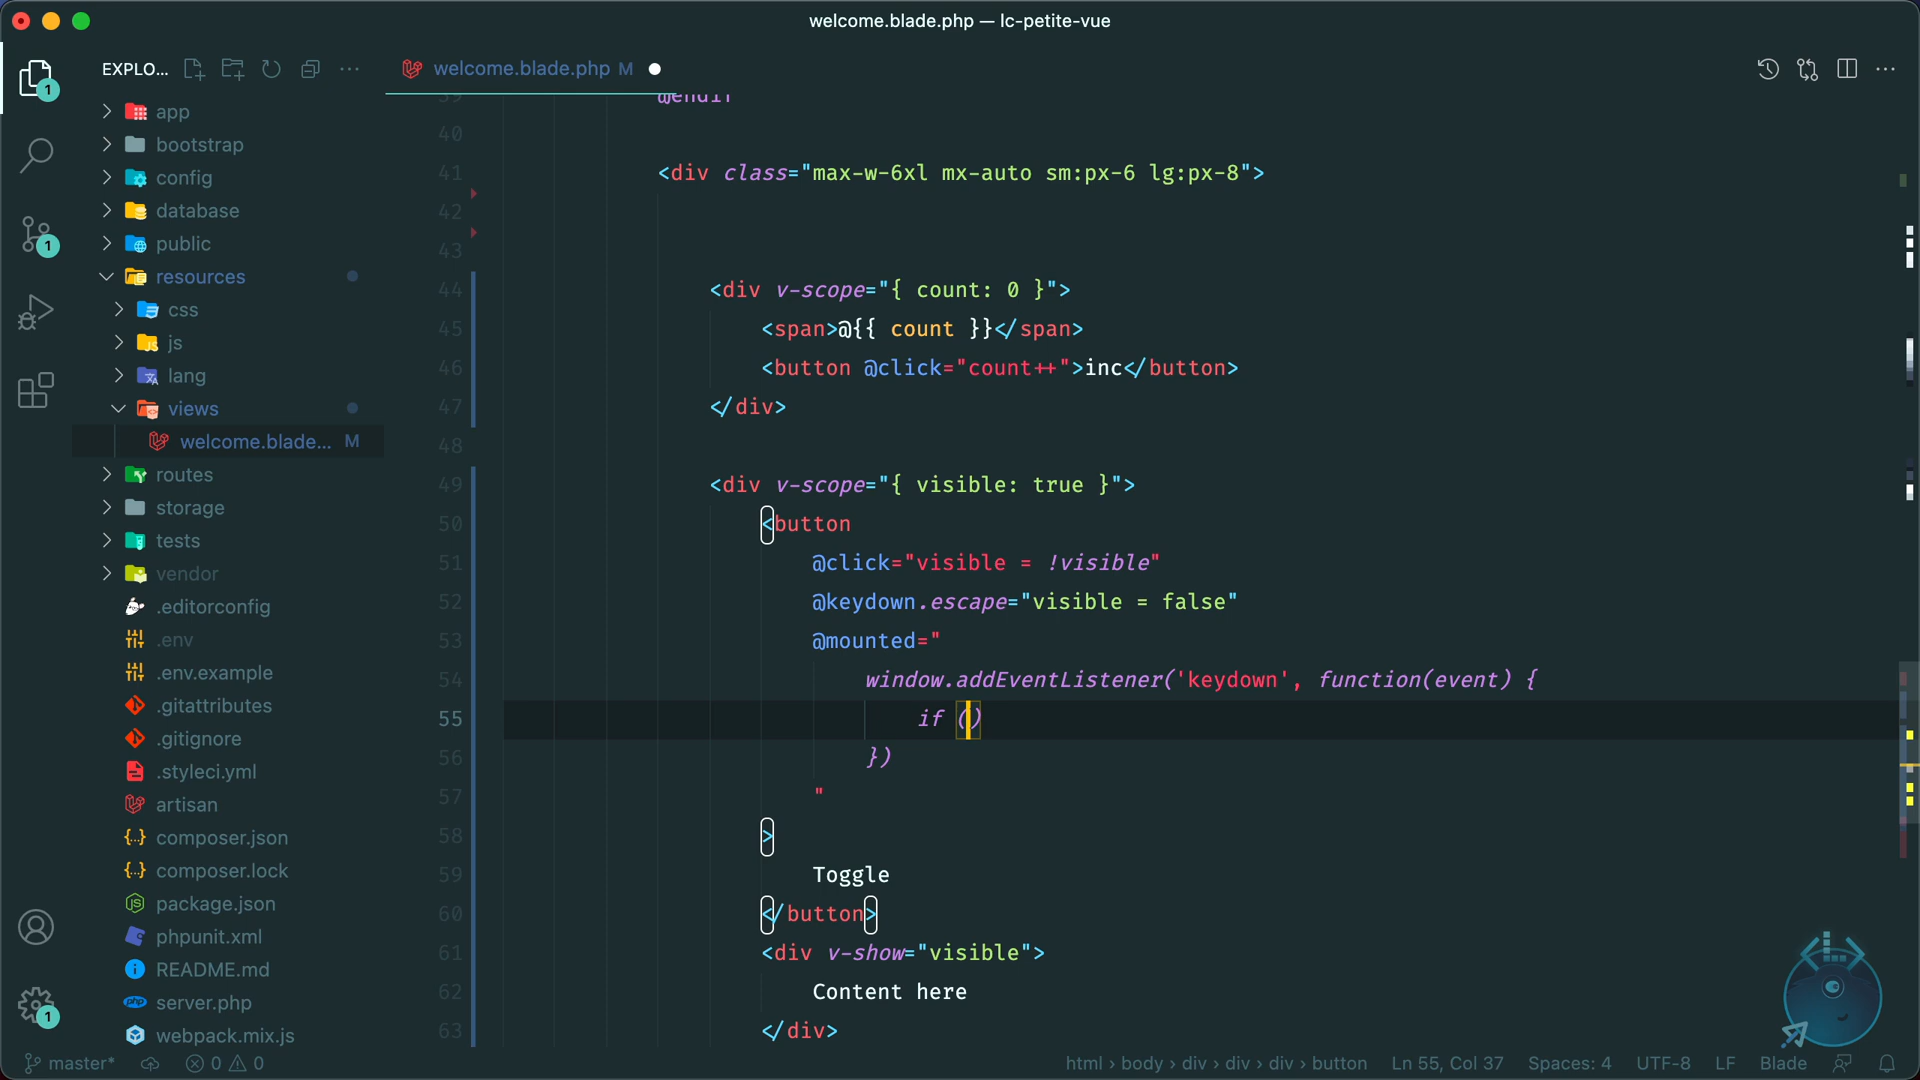 welcome.blade.php — lc-petite-vue
EXPLO...
welcome.blade.php M
app
bootstrap
config
database
public
resources
css
js
lang
views
welcome.blade... M
routes
storage
tests
vendor
.editorconfig
.env
.env.example
.gitattributes
.gitignore
.styleci.yml
artisan
composer.json
composer.lock
package.json
phpunit.xml
README.md
server.php
webpack.mix.js
1
1
1
39 @endif
40
41 <div class="max-w-6xl mx-auto sm:px-6 lg:px-8">
42
43
44 <div v-scope="{ count: 0 }">
45 <span>@{{ count }}</span>
46 <button @click="count++">inc</button>
47 </div>
48
49 <div v-scope="{ visible: true }">
50 <button
51 @click="visible = !visible"
52 @keydown.escape="visible = false"
53 @mounted="
54 window.addEventListener('keydown', function(event) {
55 if ()
56 })
57 "
58 >
59 Toggle
60 </button>
61 <div v-show="visible">
62 Content here
63 </div>
master* 0 0 html › body › div › div › div › button Ln 55, Col 37 Spaces: 4 UTF-8 LF Blade